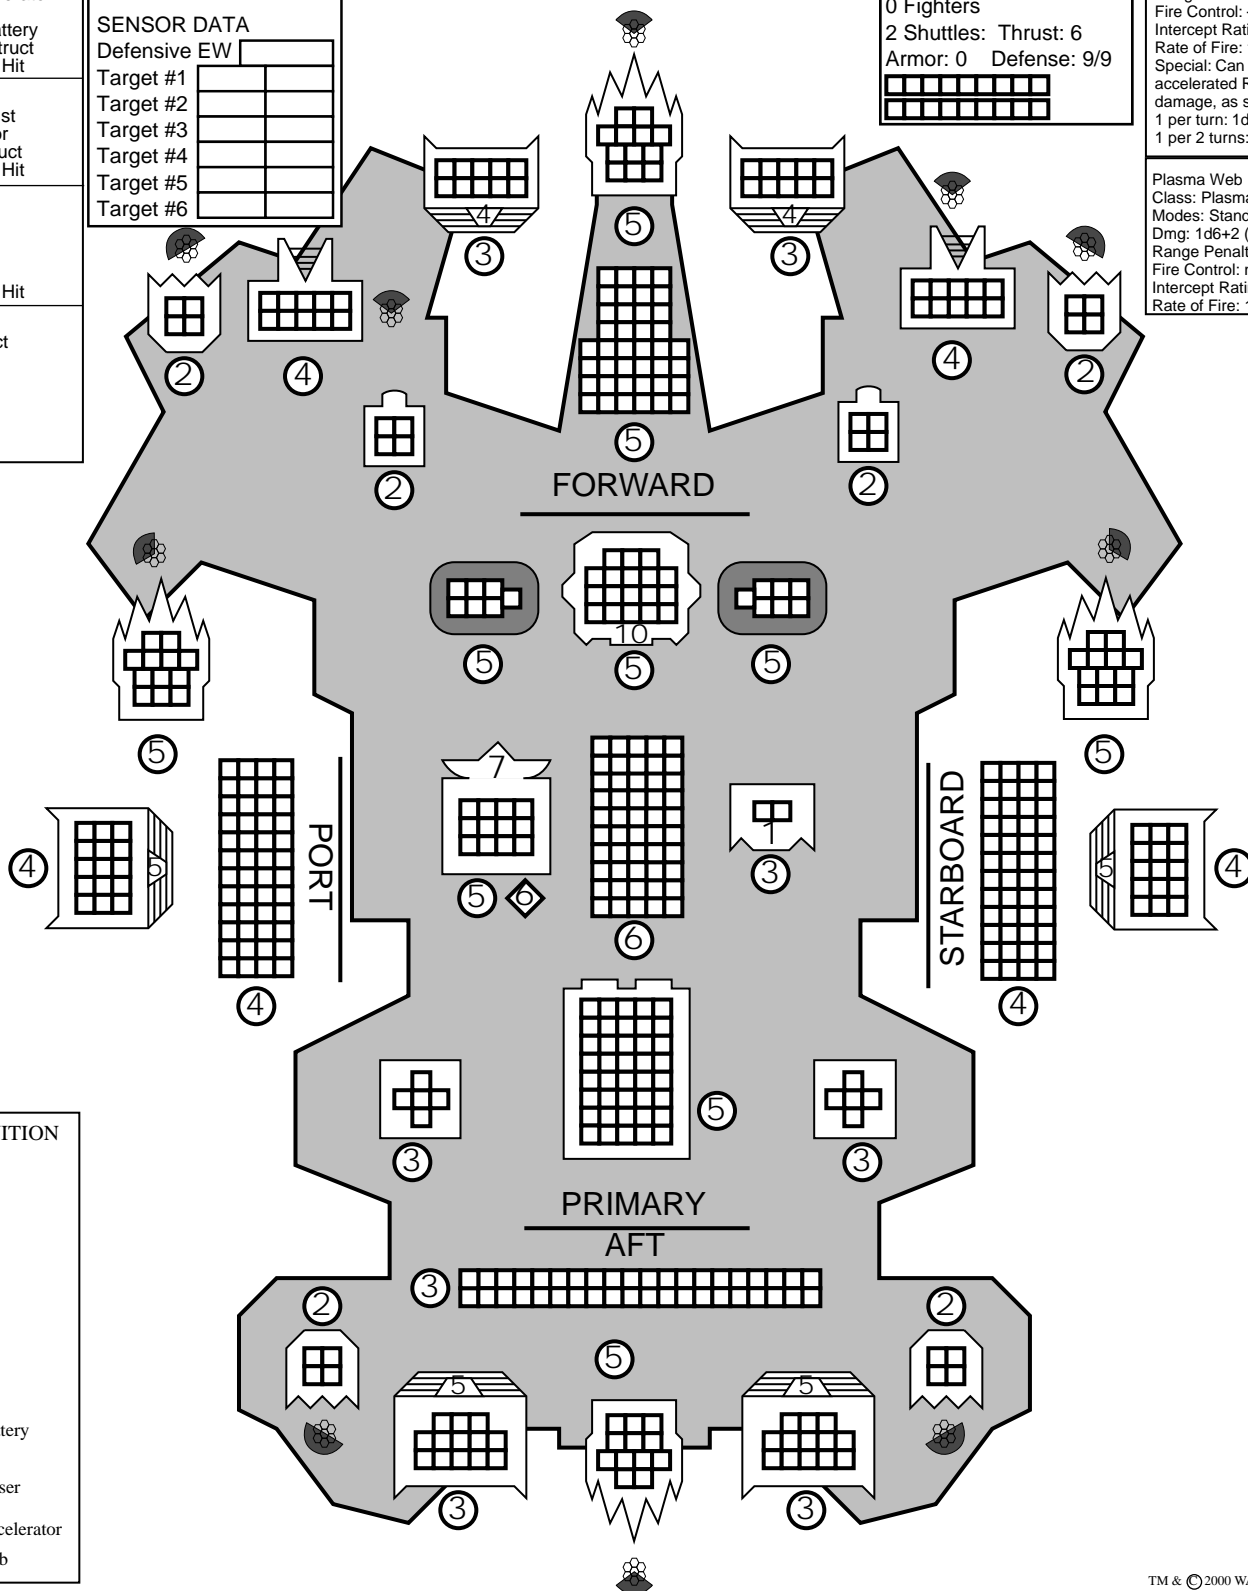 ttery
truct
Hit
st
or
uct
Hit
Hit
ct
SENSOR DATA
Defensive EW
Target #1
Target #2
Target #3
Target #4
Target #5
Target #6
0 Fighters
2 Shuttles: Thrust: 6
Armor: 0 Defense: 9/9
Fire Control:
Intercept Rati
Rate of Fire:
Special: Can
accelerated R
damage, as s
1 per turn: 1d
1 per 2 turns:
Plasma Web
Class: Plasma
Modes: Stand
Dmg: 1d6+2 (
Range Penalt
Fire Control: n
Intercept Ratin
Rate of Fire: 1
4
4
5
3
3
2
4
4
2
5
2
2
FORWARD
10
5
5
5
5
5
7
1
PORT
STARBOARD
4
5
5
4
5
6
3
6
4
4
5
3
3
PRIMARY
AFT
3
2
2
5
5
5
3
3
ITION
tery
ser
celerator
b
TM & © 2000 WA